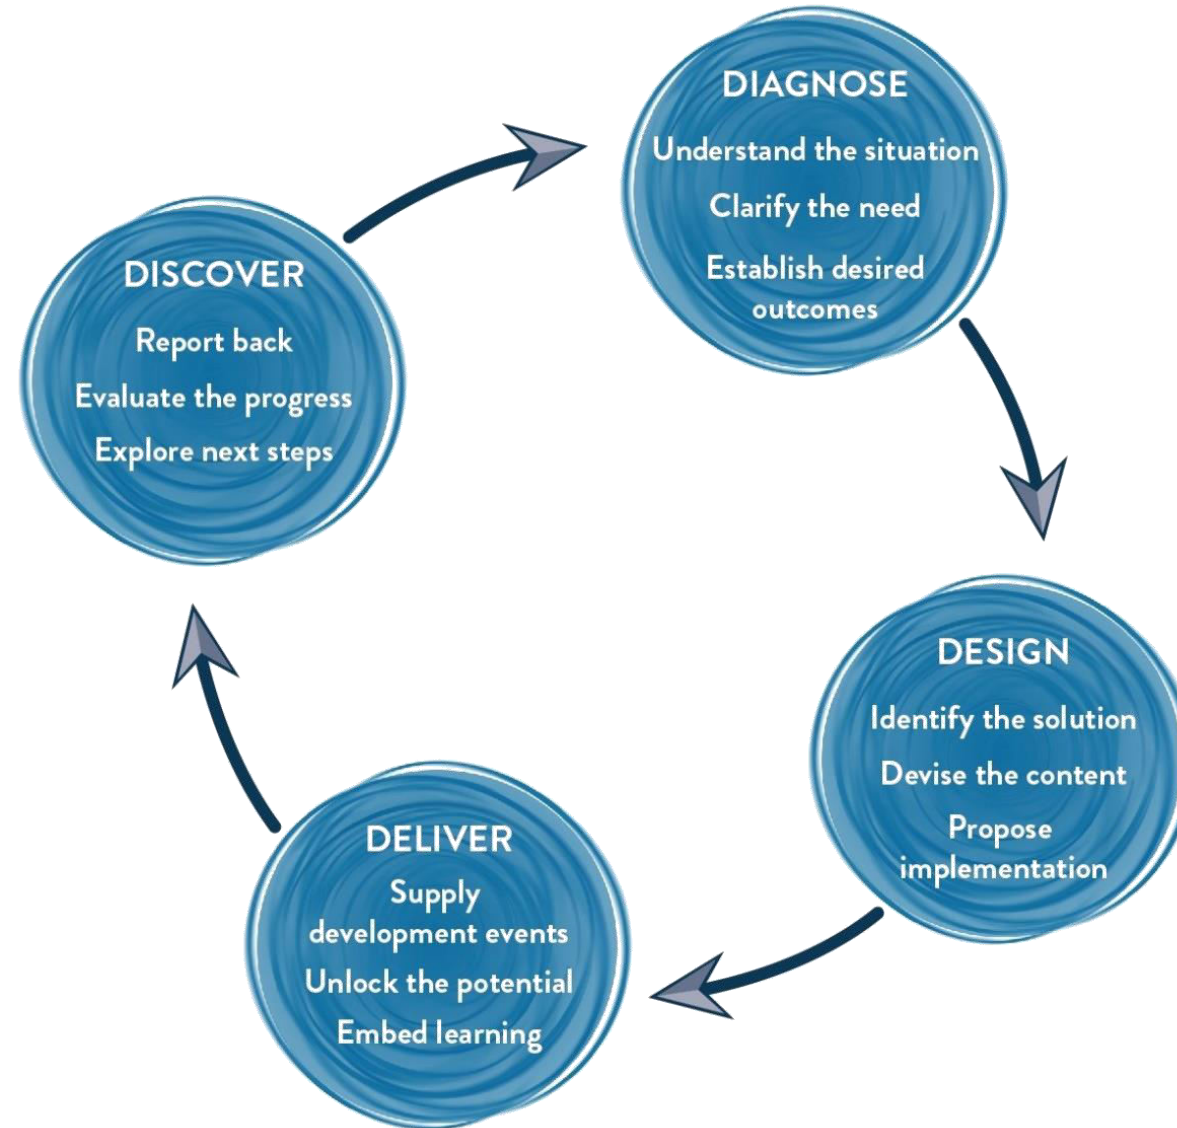 DIAGNOSE
Understand the situation
Clarify the need
Establish desired
outcomes
DISCOVER
Report back
Evaluate the progress
Explore next steps
DESIGN
Identify the solution
Devise the content
Propose
implementation
DELIVER
Supply
development events
Unlock the potential
Embed learning